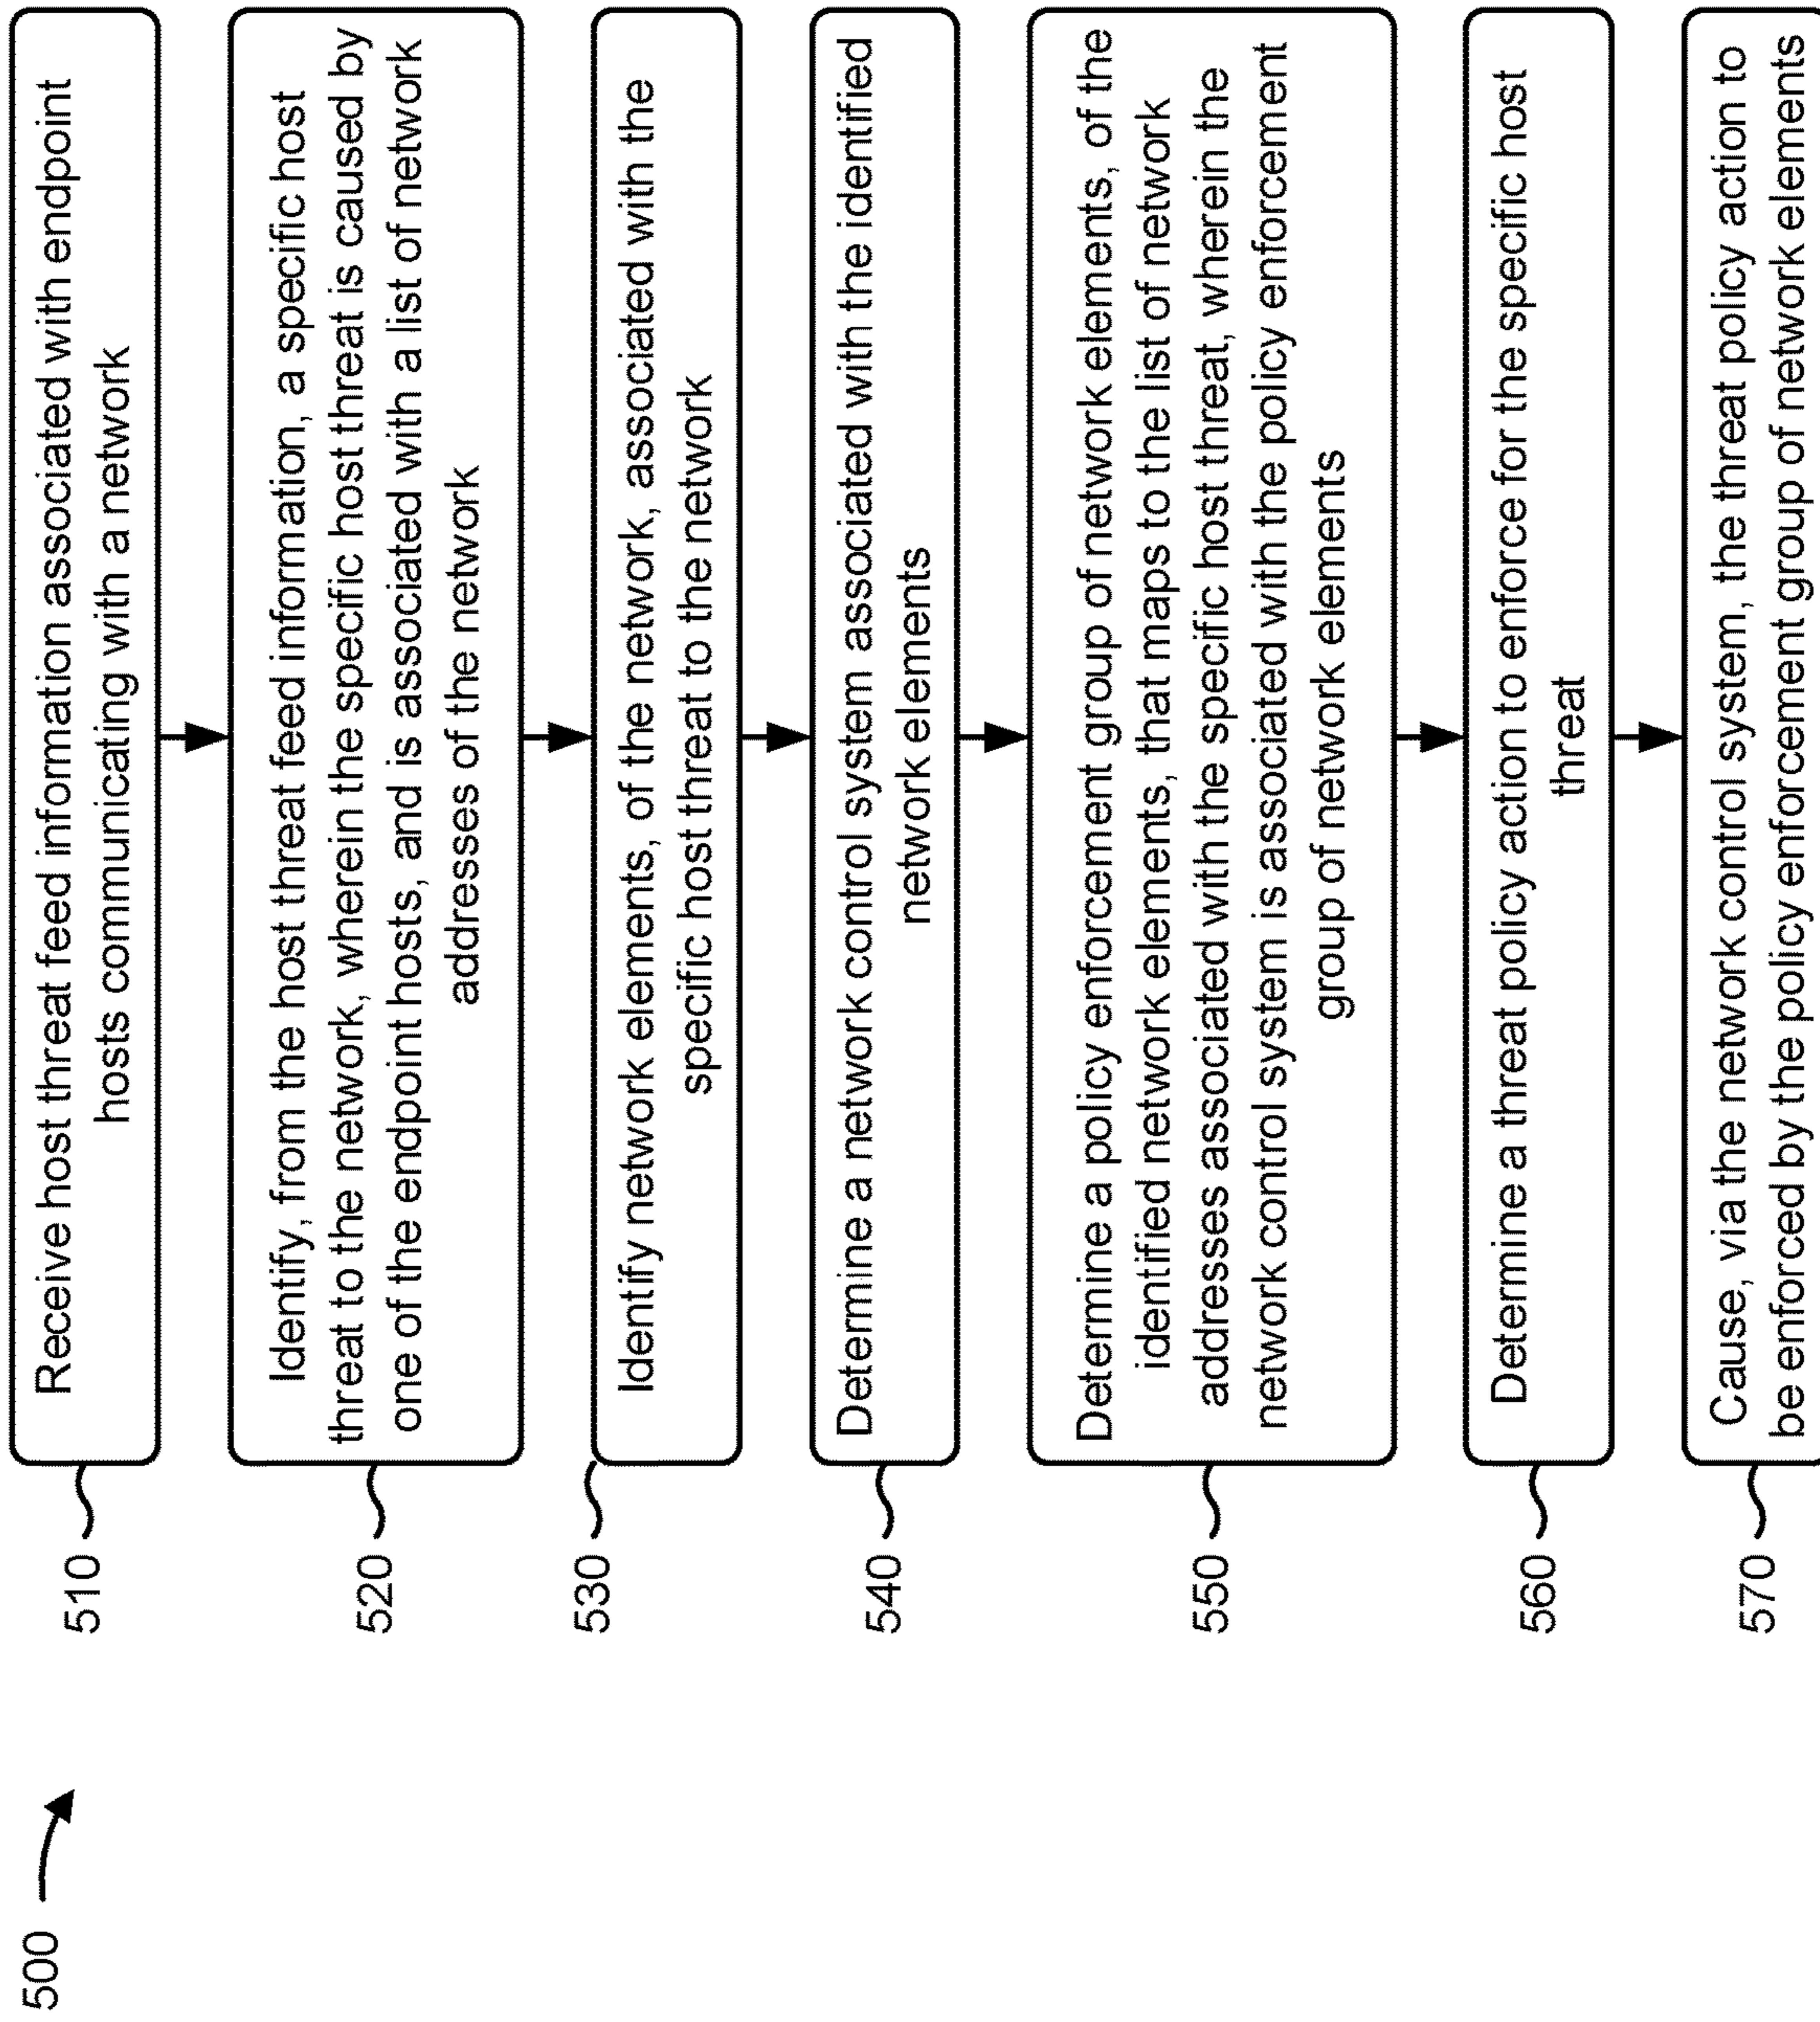 500
510
Receive host threat feed information associated with endpoint
hosts communicating with a network
520
Identify, from the host threat feed information, a specific host
threat to the network, wherein the specific host threat is caused by
one of the endpoint hosts, and is associated with a list of network
addresses of the network
530
Identify network elements, of the network, associated with the
specific host threat to the network
540
Determine a network control system associated with the identified
network elements
550
Determine a policy enforcement group of network elements, of the
identified network elements, that maps to the list of network
addresses associated with the specific host threat, wherein the
network control system is associated with the policy enforcement
group of network elements
560
Determine a threat policy action to enforce for the specific host
threat
570
Cause, via the network control system, the threat policy action to
be enforced by the policy enforcement group of network elements